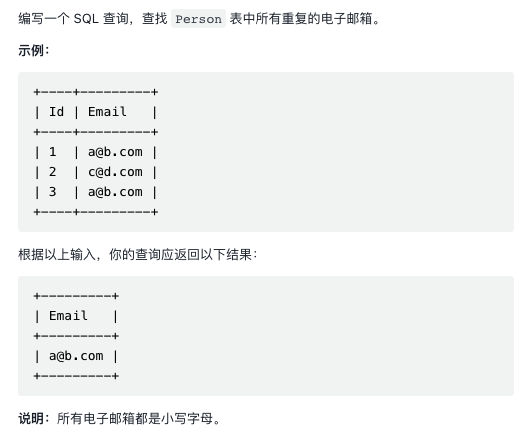 编写一个 SQL 查询，查找 Person 表中所有重复的电子邮箱。
示例：
+----+---------+
| Id | Email   |
+----+---------+
| 1  | a@b.com |
| 2  | c@d.com |
| 3  | a@b.com |
+----+---------+
根据以上输入，你的查询应返回以下结果：
+---------+
| Email   |
+---------+
| a@b.com |
+---------+
说明：所有电子邮箱都是小写字母。